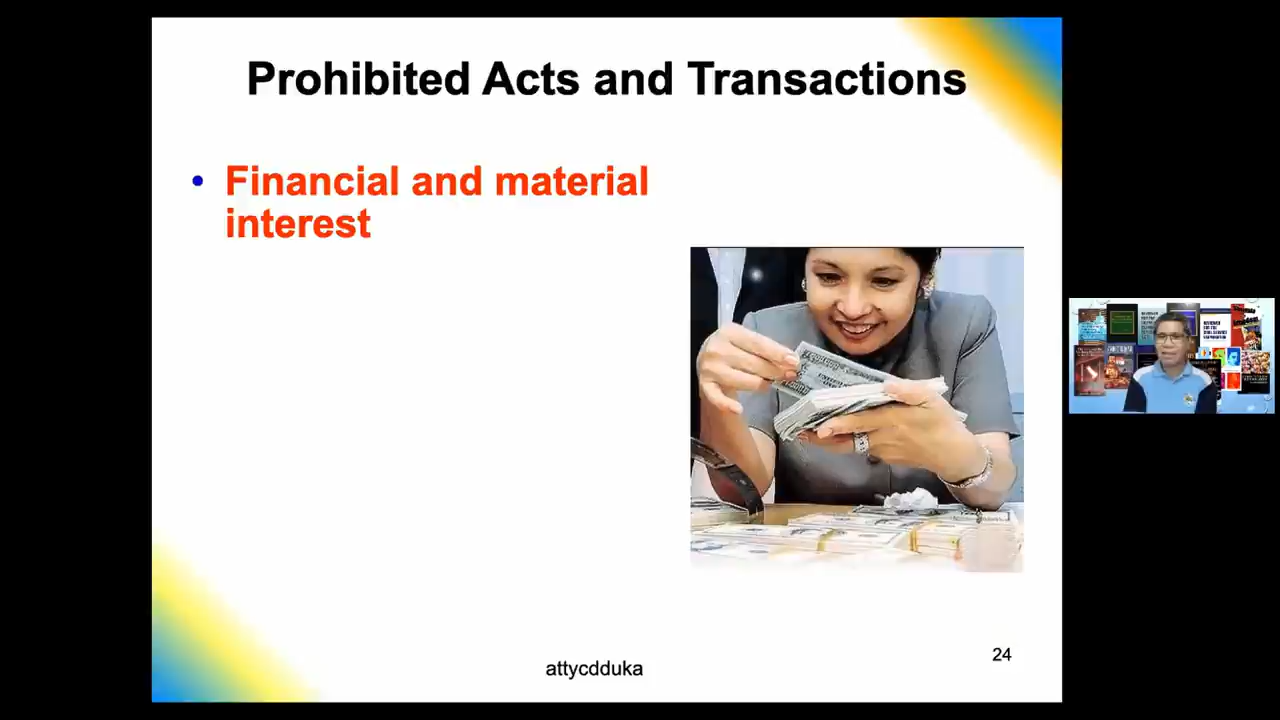 Prohibited Acts and Transactions
• Financial and material
interest
attycdduka
24